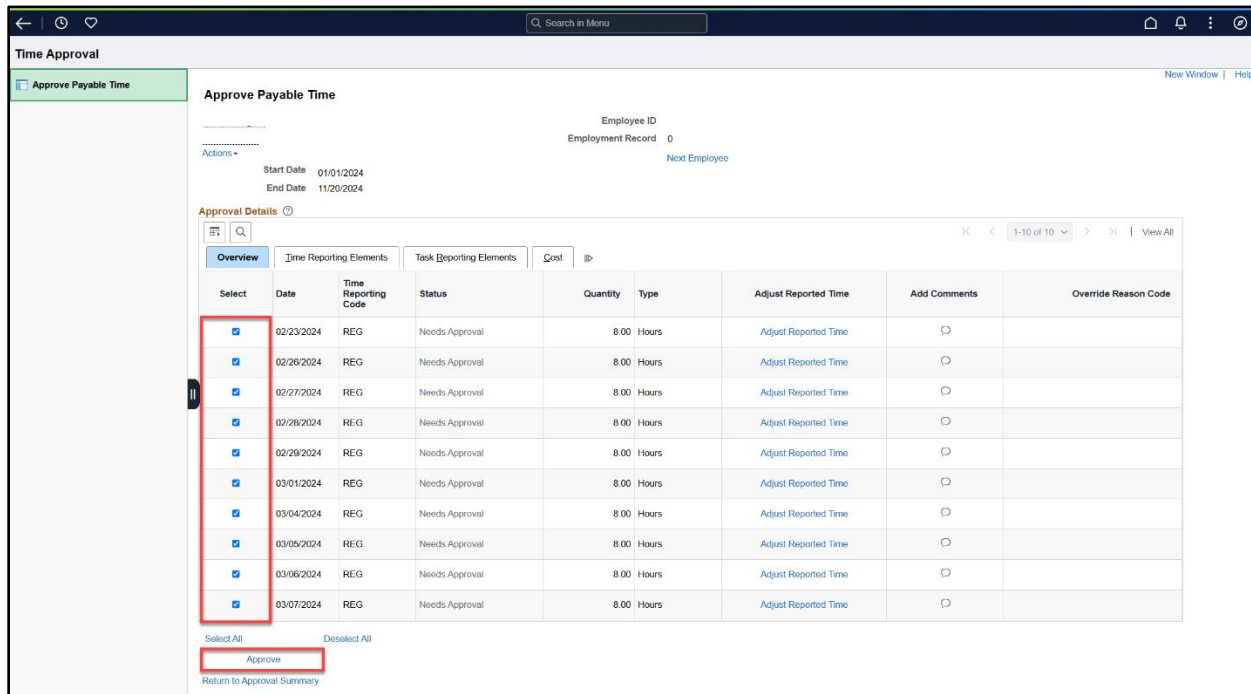 Search in Menu
Time Approval
Approve Payable Time
New Window | Help
Approve Payable Time
Employee ID
Employment Record 0
Actions
Next Employee
Start Date 01/01/2024
End Date 11/20/2024
Approval Details
1-10 of 10 | View All
Overview Time Reporting Elements Task Reporting Elements Cost
Select Date Time Reporting Code Status Quantity Type Adjust Reported Time Add Comments Override Reason Code
02/23/2024 REG Needs Approval 8.00 Hours Adjust Reported Time
02/26/2024 REG Needs Approval 8.00 Hours Adjust Reported Time
02/27/2024 REG Needs Approval 8.00 Hours Adjust Reported Time
02/28/2024 REG Needs Approval 8.00 Hours Adjust Reported Time
02/29/2024 REG Needs Approval 8.00 Hours Adjust Reported Time
03/01/2024 REG Needs Approval 8.00 Hours Adjust Reported Time
03/04/2024 REG Needs Approval 8.00 Hours Adjust Reported Time
03/05/2024 REG Needs Approval 8.00 Hours Adjust Reported Time
03/06/2024 REG Needs Approval 8.00 Hours Adjust Reported Time
03/07/2024 REG Needs Approval 8.00 Hours Adjust Reported Time
Select All Deselect All
Approve
Return to Approval Summary